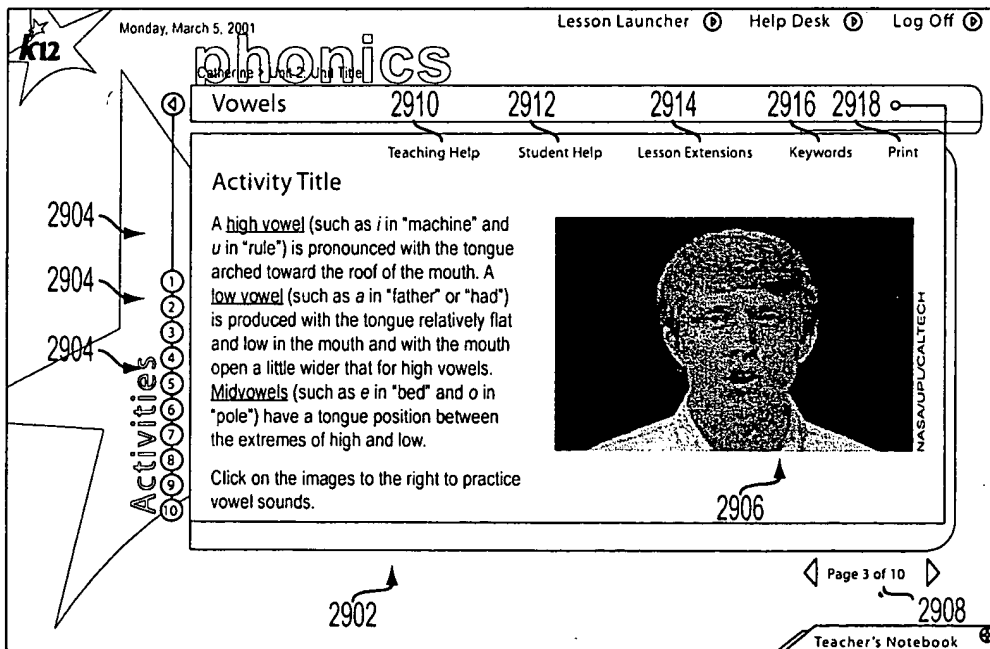 Monday, March 5, 2001
Lesson Launcher
Help Desk
Log Off
k12
phonics
Catherine > Unit 2, Unit Title
Vowels
2910
2912
2914
2916
2918
Teaching Help
Student Help
Lesson Extensions
Keywords
Print
Activity Title
A high vowel (such as i in "machine" and
u in "rule") is pronounced with the tongue
arched toward the roof of the mouth. A
low vowel (such as a in "father" or "had")
is produced with the tongue relatively flat
and low in the mouth and with the mouth
open a little wider that for high vowels.
Midvowels (such as e in "bed" and o in
"pole") have a tongue position between
the extremes of high and low.
Click on the images to the right to practice
vowel sounds.
2904
2904
2904
Activities
1
2
3
4
5
6
7
8
9
10
NASA/UPL/CALTECH
2906
2902
Page 3 of 10
2908
Teacher's Notebook